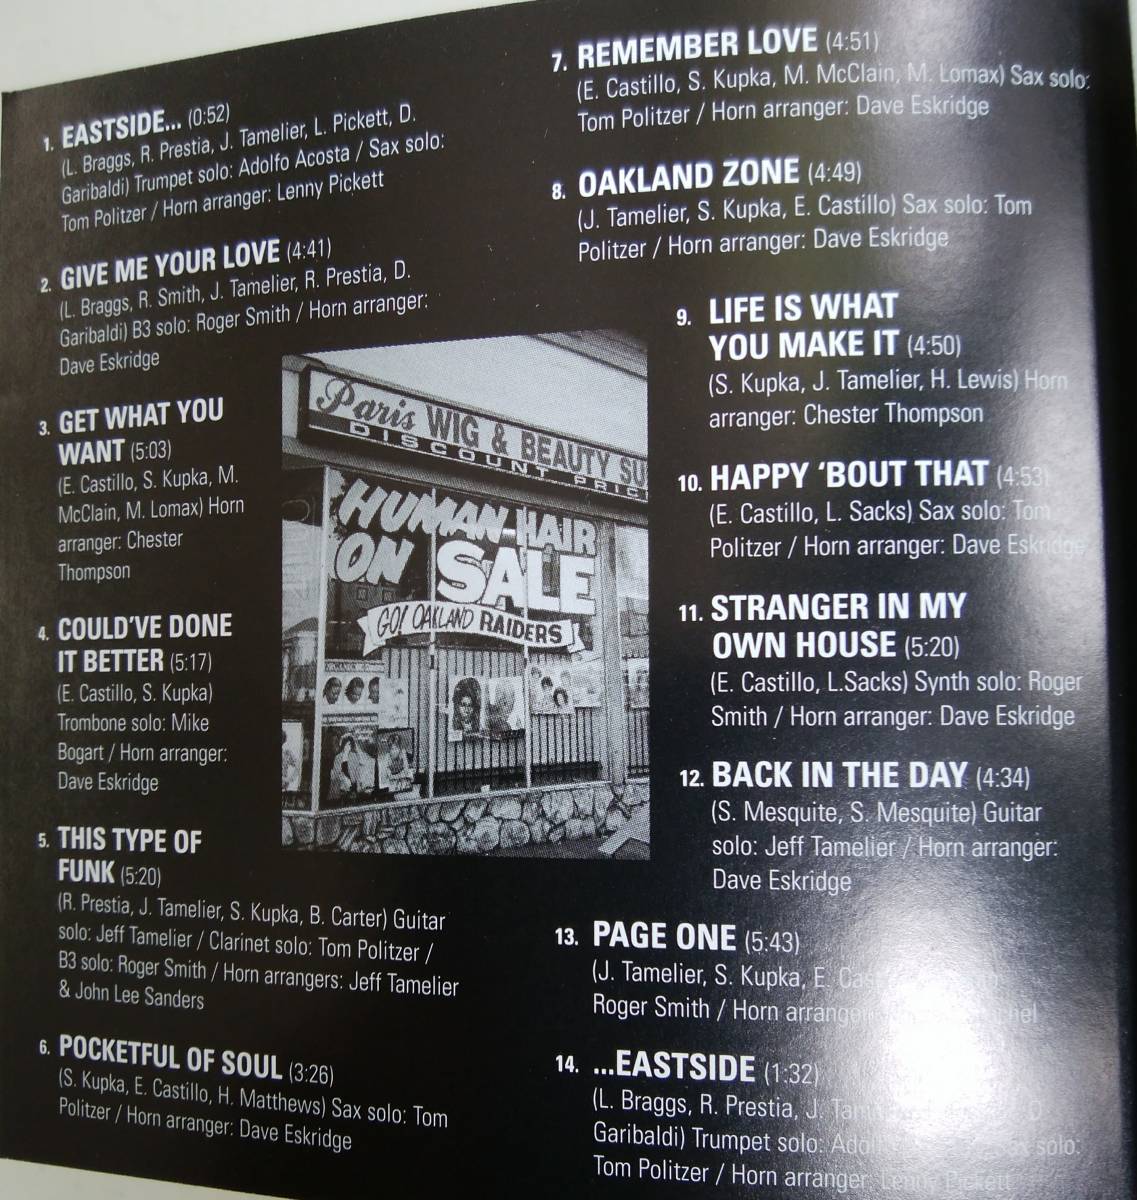 1. EASTSIDE... (0:52)
(L. Braggs, R. Prestia, J. Tamelier, L. Pickett, D.
Garibaldi) Trumpet solo: Adolfo Acosta / Sax solo:
Tom Politzer / Horn arranger: Lenny Pickett
2. GIVE ME YOUR LOVE (4:41)
(L. Braggs, R. Smith, J. Tamelier, R. Prestia, D.
Garibaldi) B3 solo: Roger Smith / Horn arranger:
Dave Eskridge
3. GET WHAT YOU
WANT (5:03)
(E. Castillo, S. Kupka, M.
McClain, M. Lomax) Horn
arranger: Chester
Thompson
4. COULD'VE DONE
IT BETTER (5:17)
(E. Castillo, S. Kupka)
Trombone solo: Mike
Bogart / Horn arranger:
Dave Eskridge
5. THIS TYPE OF
FUNK (5:20)
(R. Prestia, J. Tamelier, S. Kupka, B. Carter) Guitar
solo: Jeff Tamelier / Clarinet solo: Tom Politzer /
B3 solo: Roger Smith / Horn arrangers: Jeff Tamelier
& John Lee Sanders
6. POCKETFUL OF SOUL (3:26)
(S. Kupka, E. Castillo, H. Matthews) Sax solo: Tom
Politzer / Horn arranger: Dave Eskridge
Paris WIG & BEAUTY SU
DISCOUNT PRIC
HUMAN-HAIR
ON SALE
GO! OAKLAND RAIDERS
7. REMEMBER LOVE (4:51)
(E. Castillo, S. Kupka, M. McClain, M. Lomax) Sax solo:
Tom Politzer / Horn arranger: Dave Eskridge
8. OAKLAND ZONE (4:49)
(J. Tamelier, S. Kupka, E. Castillo) Sax solo: Tom
Politzer / Horn arranger: Dave Eskridge
9. LIFE IS WHAT
YOU MAKE IT (4:50)
(S. Kupka, J. Tamelier, H. Lewis) Horn
arranger: Chester Thompson
10. HAPPY ‘BOUT THAT (4:53)
(E. Castillo, L. Sacks) Sax solo: Tom
Politzer / Horn arranger: Dave Eskridge
11. STRANGER IN MY
OWN HOUSE (5:20)
(E. Castillo, L.Sacks) Synth solo: Roger
Smith / Horn arranger: Dave Eskridge
12. BACK IN THE DAY (4:34)
(S. Mesquite, S. Mesquite) Guitar
solo: Jeff Tamelier / Horn arranger:
Dave Eskridge
13. PAGE ONE (5:43)
(J. Tamelier, S. Kupka, E.
Roger Smith / Horn arranger
14. ...EASTSIDE (1:32)
(L. Braggs, R. Prestia, J. D.
Garibaldi) Trumpet solo: Sax solo:
Tom Politzer / Horn arranger: Lenny Pickett